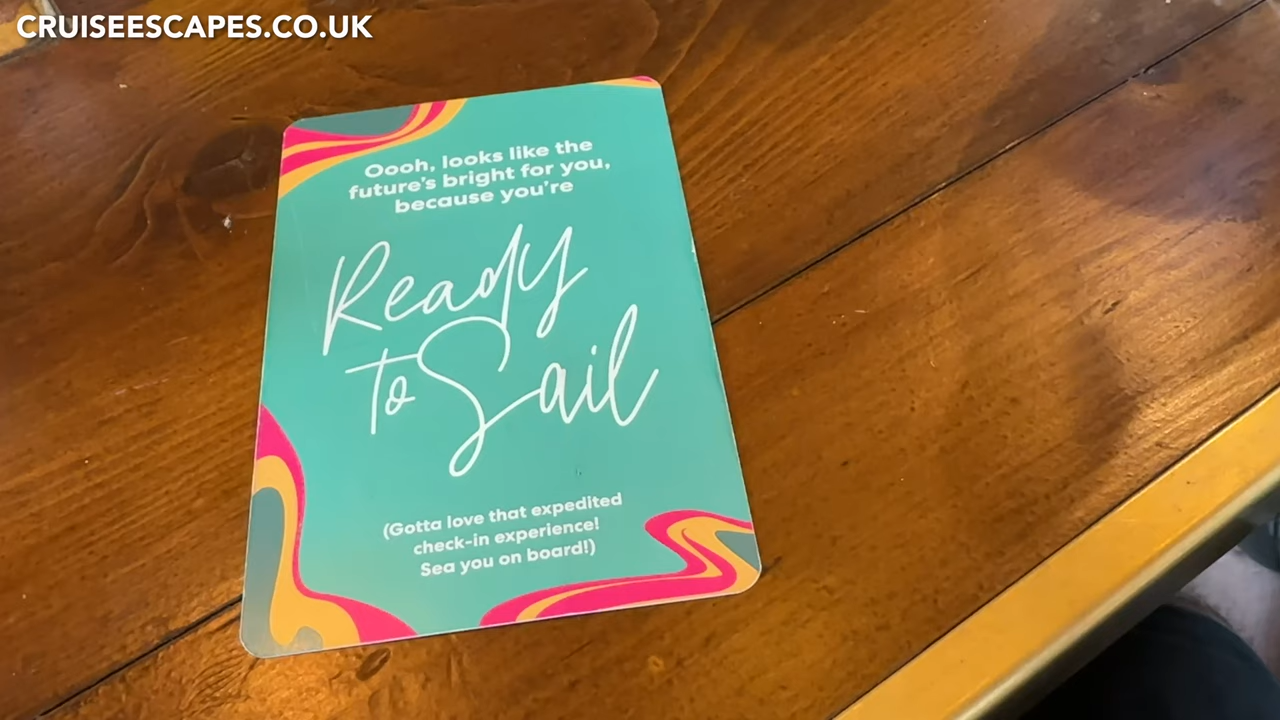 CRUISEESCAPES.CO.UK
Oooh, looks like the
future's bright for you,
because you're
Ready
to Sail
(Gotta love that expedited
check-in experience!
Sea you on board!)